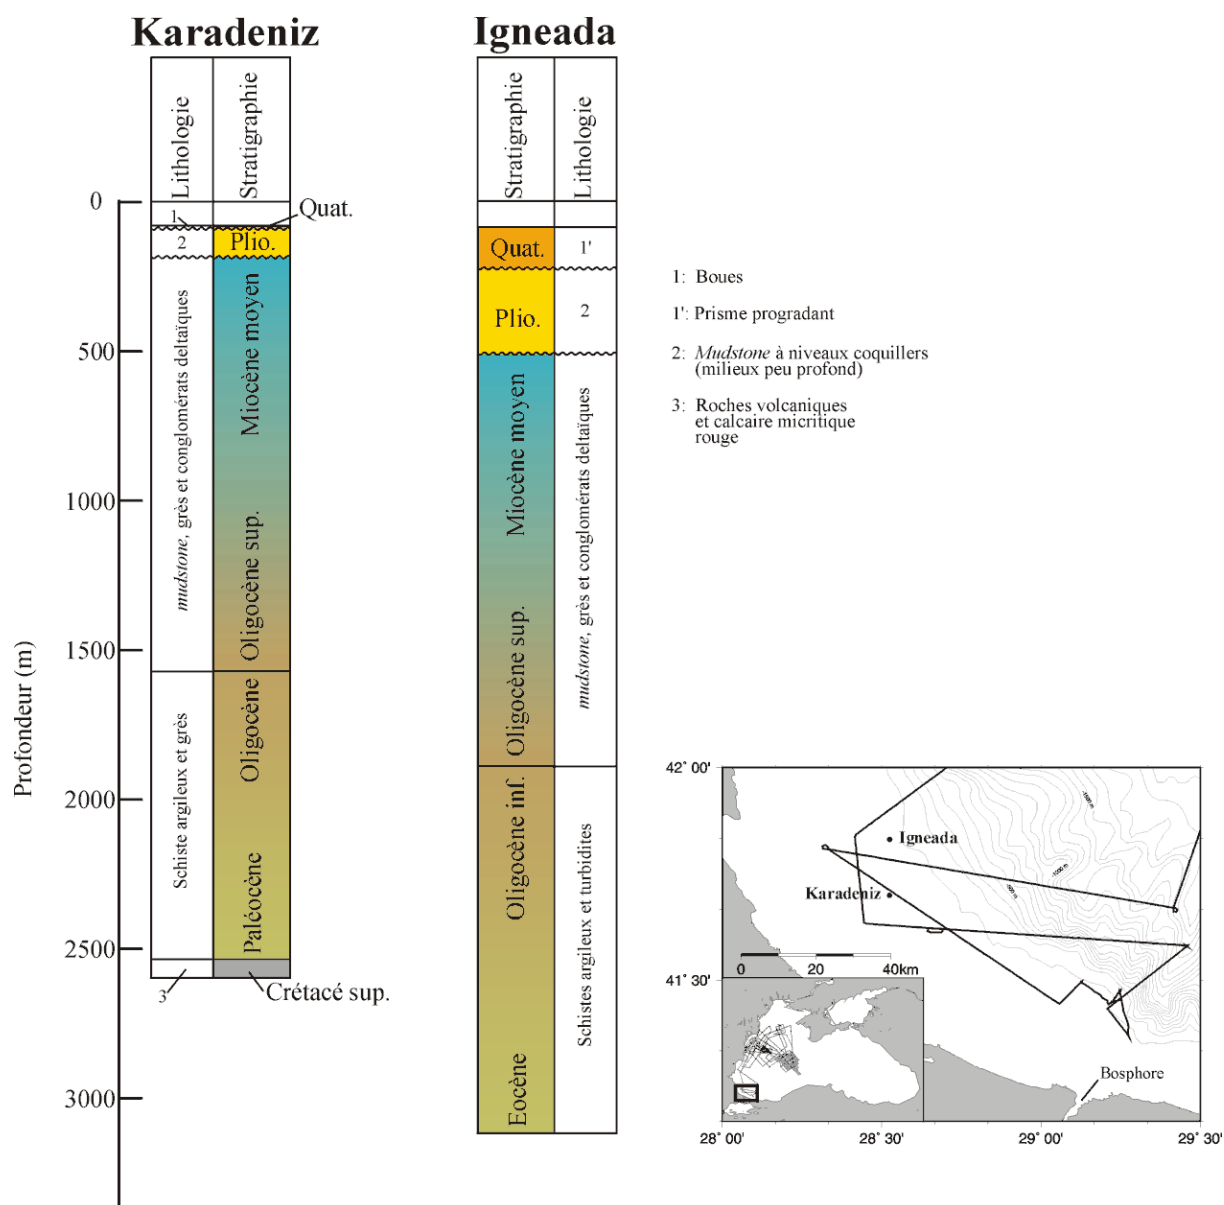 Karadeniz
Igneada
Lithologie
Stratigraphie
Stratigraphie
Lithologie
Profondeur (m)
0
500
1000
1500
2000
2500
3000
1
Quat.
2
Plio.
mudstone, grès et conglomérats deltaïques
Miocène moyen
Oligocène sup.
Schiste argileux et grès
Oligocène
Paléocène
3
Crétacé sup.
Quat.
1'
Plio.
2
Miocène moyen
Oligocène sup.
mudstone, grès et conglomérats deltaïques
Oligocène inf.
Eocène
Schistes argileux et turbidites
1: Boues
1': Prisme progradant
2: Mudstone à niveaux coquillers
(milieux peu profond)
3: Roches volcaniques
et calcaire micritique
rouge
42° 00'
41° 30'
Igneada
Karadeniz
-1500 m
-1000 m
-500 m
0 20 40km
Bosphore
28° 00' 28° 30' 29° 00' 29° 30'